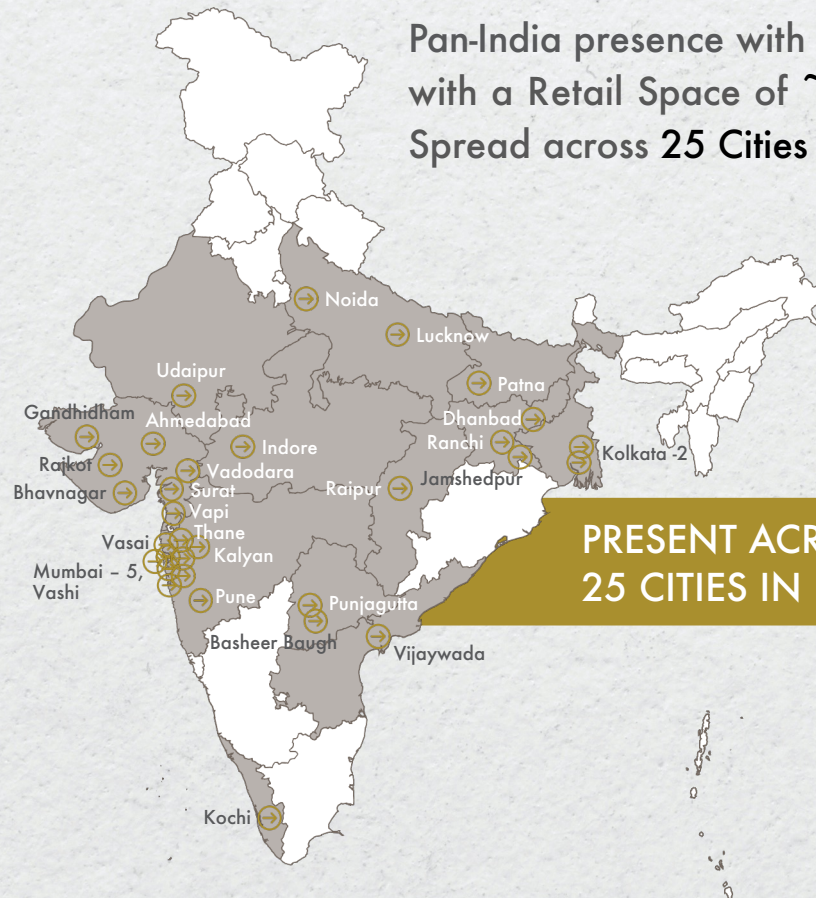 Pan-India presence with
with a Retail Space of ~
Spread across 25 Cities
Noida
Lucknow
Udaipur
Patna
Gandhidham
Ahmedabad
Dhanbad
Indore
Ranchi
Kolkata -2
Rajkot
Vadodara
Jamshedpur
Bhavnagar
Surat
Raipur
Vapi
Thane
Vasai
Kalyan
Mumbai – 5,
Vashi
Pune
Punjagutta
Basheer Baugh
Vijaywada
Kochi
PRESENT ACR
25 CITIES IN